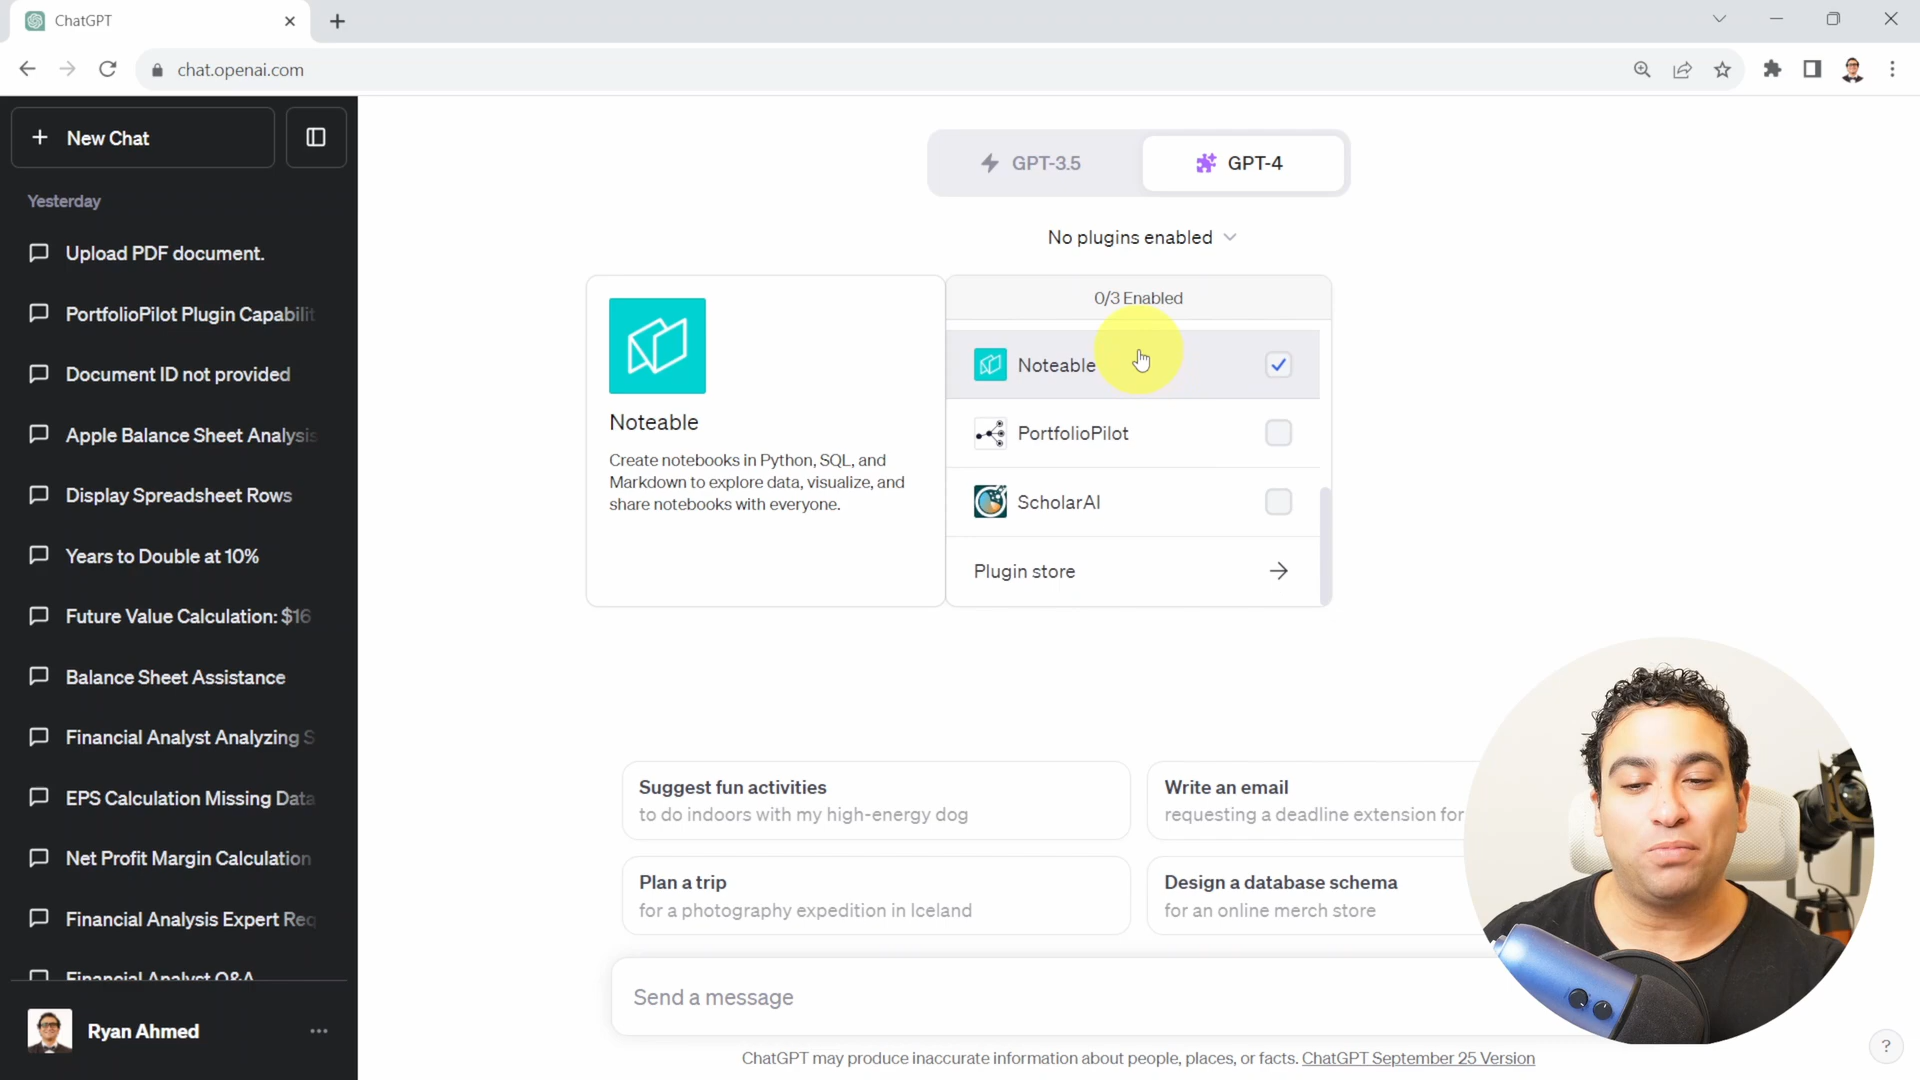 ChatGPT
chat.openai.com
New Chat
Yesterday
Upload PDF document.
PortfolioPilot Plugin Capabilit
Document ID not provided
Apple Balance Sheet Analysis
Display Spreadsheet Rows
Years to Double at 10%
Future Value Calculation: $16
Balance Sheet Assistance
Financial Analyst Analyzing S
EPS Calculation Missing Data
Net Profit Margin Calculation
Financial Analysis Expert Req
Financial Analyst Q&A
Ryan Ahmed
GPT-3.5
GPT-4
No plugins enabled
0/3 Enabled
Noteable
Create notebooks in Python, SQL, and
Markdown to explore data, visualize, and
share notebooks with everyone.
Noteable
PortfolioPilot
ScholarAI
Plugin store
Suggest fun activities
to do indoors with my high-energy dog
Write an email
requesting a deadline extension for
Plan a trip
for a photography expedition in Iceland
Design a database schema
for an online merch store
Send a message
ChatGPT may produce inaccurate information about people, places, or facts. ChatGPT September 25 Version
?